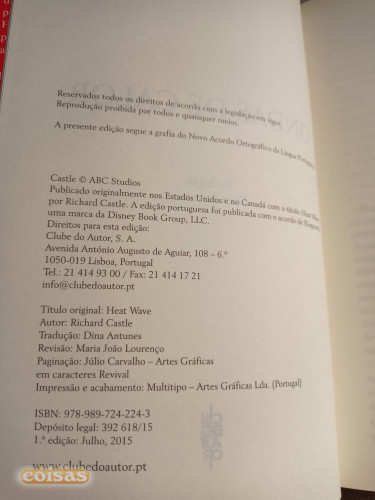 Reservados todos os direitos de acordo com a legislação em vigor.
Reprodução proibida por todos e quaisquer meios.
A presente edição segue a grafia do Novo Acordo Ortográfico da Língua Portuguesa.
Castle © ABC Studios
Publicado originalmente nos Estados Unidos e no Canadá com o título Heat Wave
por Richard Castle. A edição portuguesa foi publicada com o acordo de Kingswell,
uma marca da Disney Book Group, LLC.
Direitos para esta edição:
Clube do Autor, S. A.
Avenida António Augusto de Aguiar, 108 – 6.º
1050-019 Lisboa, Portugal
Tel.: 21 414 93 00 / Fax: 21 414 17 21
info@clubedoautor.pt
Título original: Heat Wave
Autor: Richard Castle
Tradução: Dina Antunes
Revisão: Maria João Lourenço
Paginação: Júlio Carvalho – Artes Gráficas
em caracteres Revival
Impressão e acabamento: Multitipo – Artes Gráficas Lda. (Portugal)
ISBN: 978-989-724-224-3
Depósito legal: 392 618/15
1.ª edição: Julho, 2015
www.clubedoautor.pt
coisas